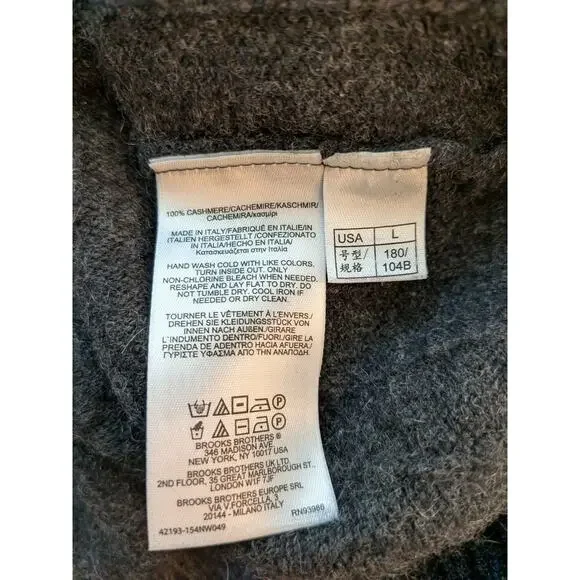 100% CASHMERE/CACHEMIRE/KASCHMIR/
CACHEMIRA/κασμίρι
MADE IN ITALY/FABRIQUÉ EN ITALIE/IN
ITALIEN HERGESTELLT/CONFEZIONATO
IN ITALIA/HECHO EN ITALIA/
Κατασκευάζεται στην Ιταλία
HAND WASH COLD WITH LIKE COLORS.
TURN INSIDE OUT. ONLY
NON-CHLORINE BLEACH WHEN NEEDED.
RESHAPE AND LAY FLAT TO DRY. DO
NOT TUMBLE DRY. COOL IRON IF
NEEDED OR DRY CLEAN.
TOURNER LE VÊTEMENT À L'ENVERS./
DREHEN SIE KLEIDUNGSSTÜCK VON
INNEN NACH AUßEN./GIRARE
L'INDUMENTO DENTRO/FUORI./GIRE LA
PRENDA DE ADENTRO HACIA AFUERA/
ΓΥΡΙΣΤΕ ΥΦΑΣΜΑ ΑΠΟ ΤΗΝ ΑΝΑΠΟΔΗ.
BROOKS BROTHERS ®
346 MADISON AVE.
NEW YORK, NY 10017 USA
BROOKS BROTHERS UK LTD.
2ND FLOOR, 35 GREAT MARLBOROUGH ST.,
LONDON W1F 7JF
BROOKS BROTHERS EUROPE SRL
VIA V.FORCELLA, 3
20144 - MILANO ITALY
42193-154NW049
RN93986
USA L
号型/ 180/
规格 104B